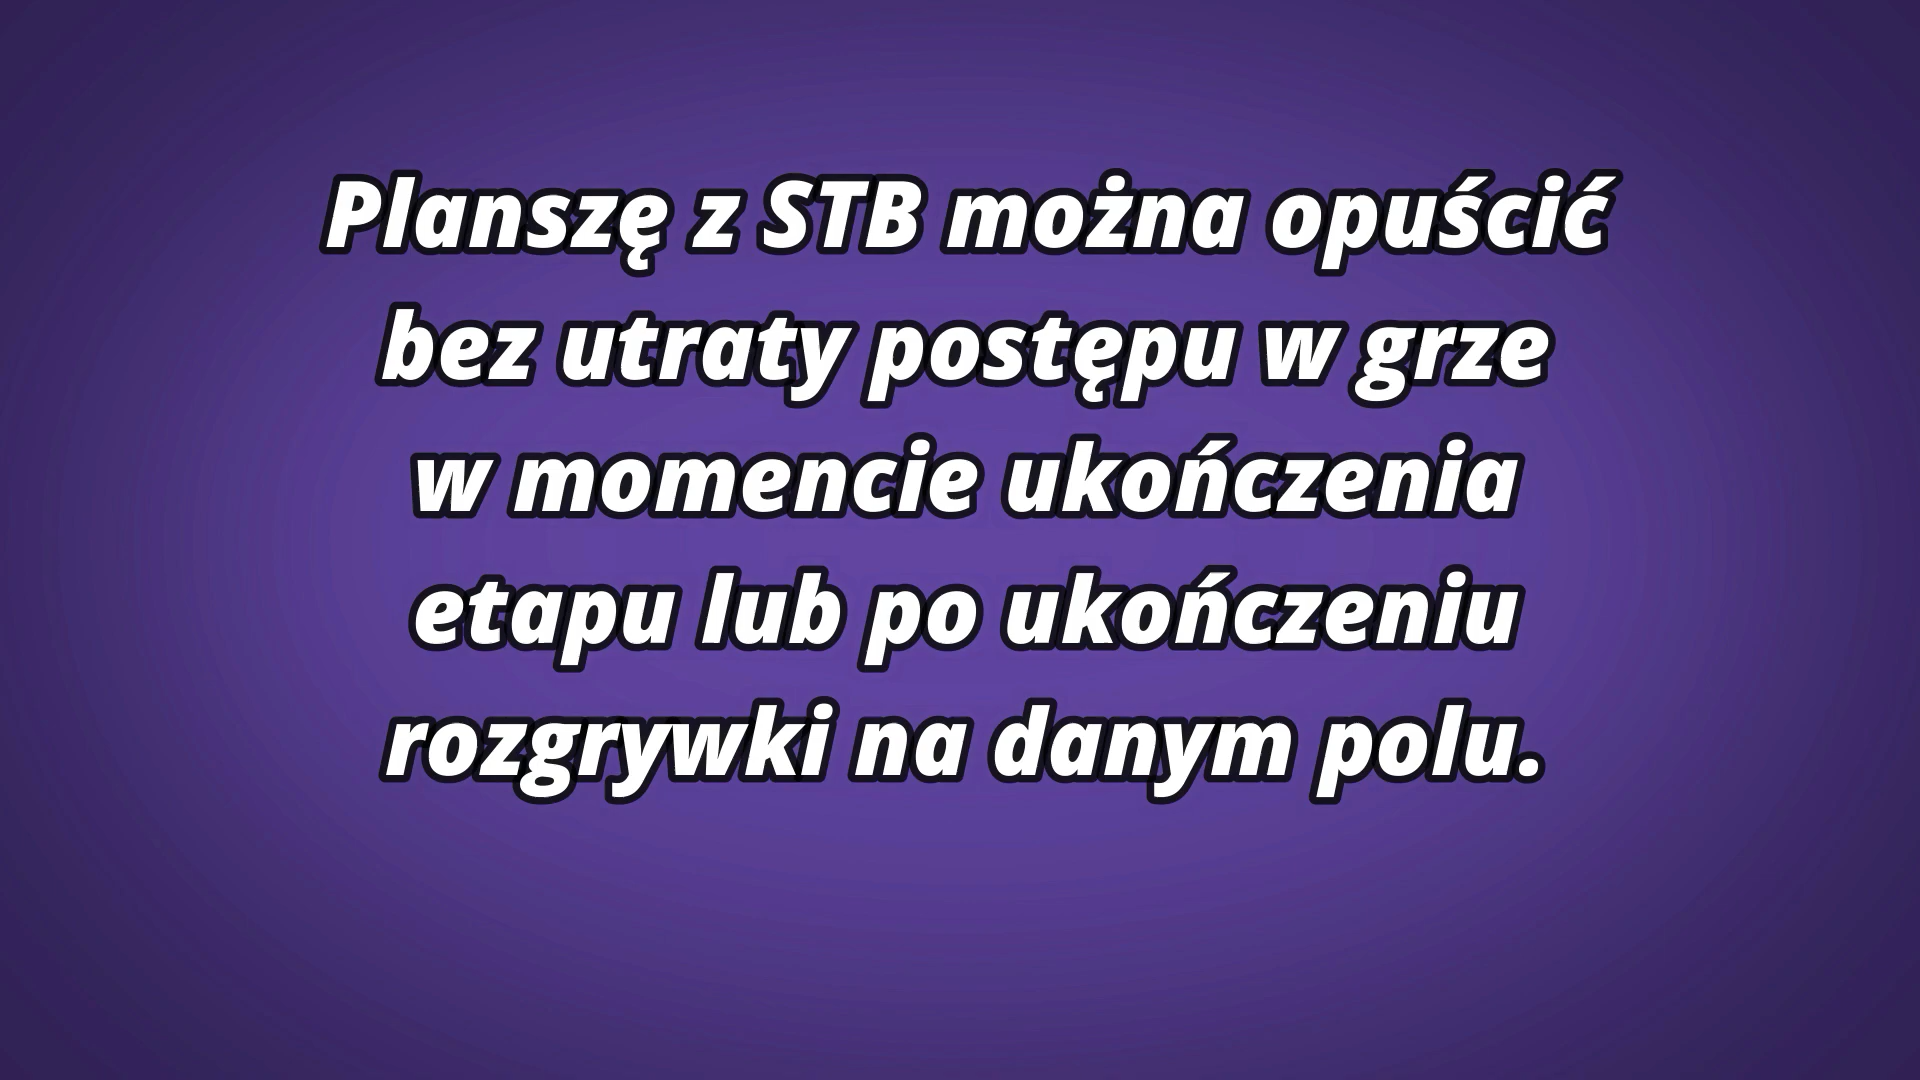 Planszę z STB można opuścić
bez utraty postępu w grze
w momencie ukończenia
etapu lub po ukończeniu
rozgrywki na danym polu.